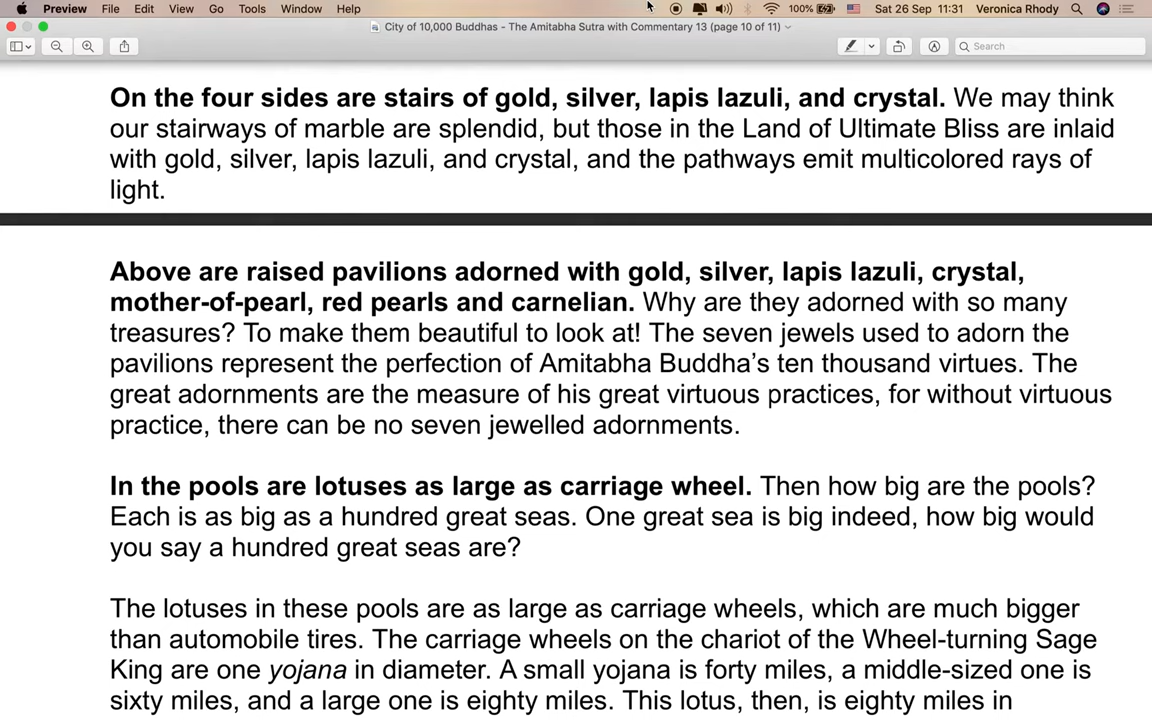 Preview File Edit View Go Tools Window Help 100% Sat 26 Sep 11:31 Veronica Rhody
City of 10,000 Buddhas - The Amitabha Sutra with Commentary 13 (page 10 of 11)
Search
On the four sides are stairs of gold, silver, lapis lazuli, and crystal. We may think
our stairways of marble are splendid, but those in the Land of Ultimate Bliss are inlaid
with gold, silver, lapis lazuli, and crystal, and the pathways emit multicolored rays of
light.
Above are raised pavilions adorned with gold, silver, lapis lazuli, crystal,
mother-of-pearl, red pearls and carnelian. Why are they adorned with so many
treasures? To make them beautiful to look at! The seven jewels used to adorn the
pavilions represent the perfection of Amitabha Buddha’s ten thousand virtues. The
great adornments are the measure of his great virtuous practices, for without virtuous
practice, there can be no seven jewelled adornments.
In the pools are lotuses as large as carriage wheel. Then how big are the pools?
Each is as big as a hundred great seas. One great sea is big indeed, how big would
you say a hundred great seas are?
The lotuses in these pools are as large as carriage wheels, which are much bigger
than automobile tires. The carriage wheels on the chariot of the Wheel-turning Sage
King are one yojana in diameter. A small yojana is forty miles, a middle-sized one is
sixty miles, and a large one is eighty miles. This lotus, then, is eighty miles in